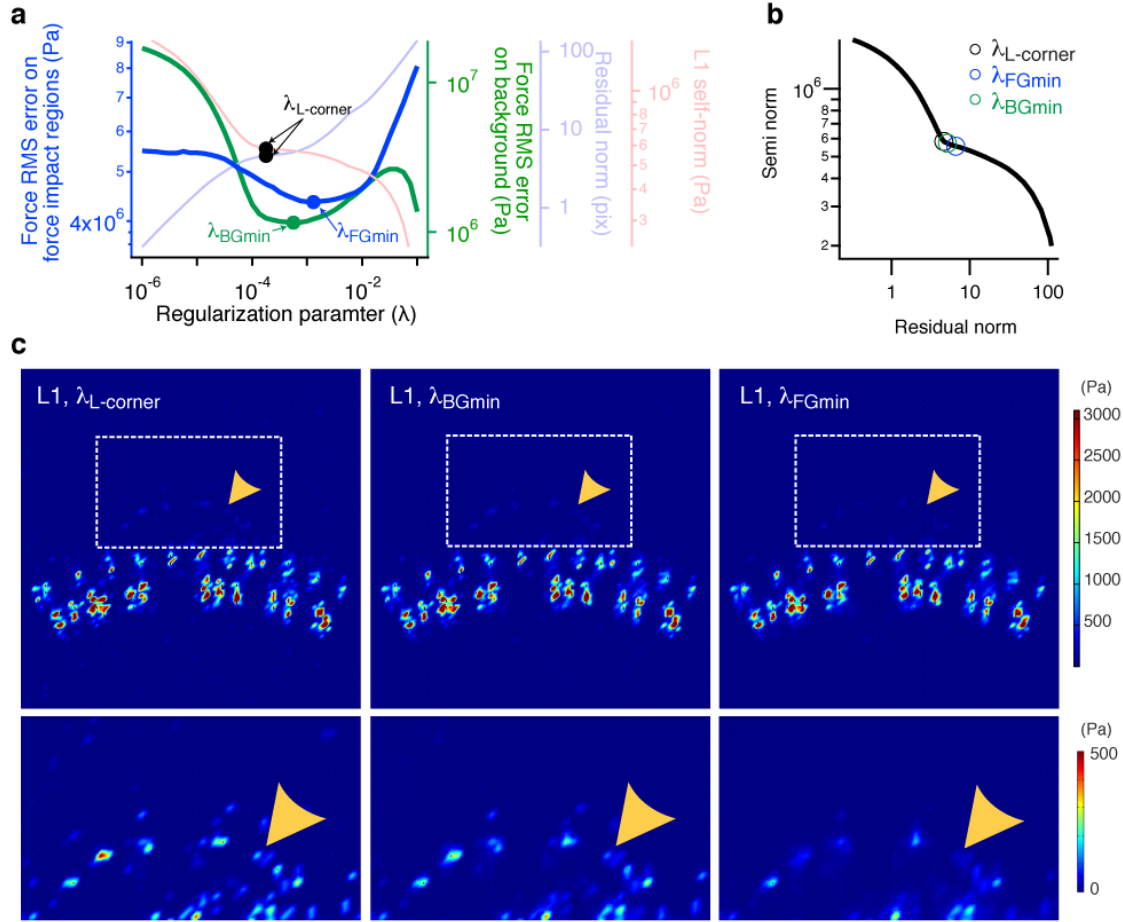 a
Force RMS error on
force impact regions (Pa)
9
8
7
6
5
4x10⁶
λL-corner
λBGmin
λFGmin
10⁻⁶
10⁻⁴
10⁻²
Regularization paramter (λ)
10⁷
10⁶
Force RMS error
on background (Pa)
100
10
1
Residual norm (pix)
10⁶
8
7
6
5
4
3
L1 self-norm (Pa)
b
λL-corner
λFGmin
λBGmin
Semi norm
10⁶
6
5
4
3
2
1
10
100
Residual norm
c
L1, λL-corner
L1, λBGmin
L1, λFGmin
(Pa)
3000
2500
2000
1500
1000
500
(Pa)
500
0